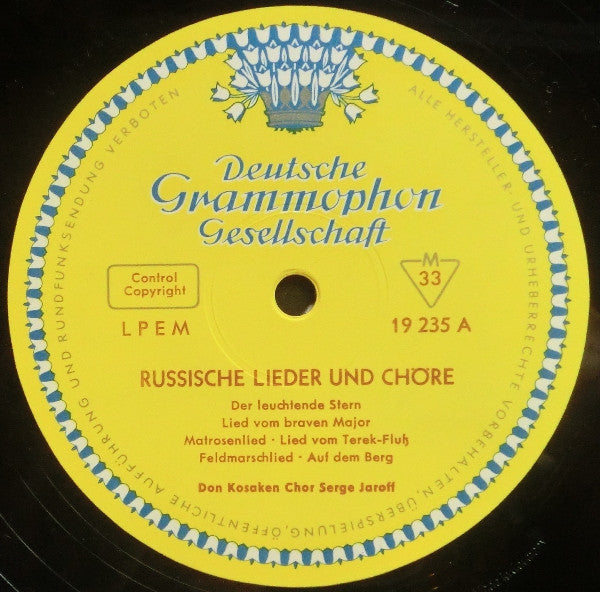 Deutsche
Grammophon
Gesellschaft
Control
Copyright
M
33
LPEM
19 235 A
RUSSISCHE LIEDER UND CHÖRE
Der leuchtende Stern
Lied vom braven Major
Matrosenlied · Lied vom Terek-Fluß
Feldmarschlied · Auf dem Berg
Don Kosaken Chor Serge Jaroff
ALLE HERSTELLER- UND URHEBERRECHTE VORBEHALTEN, ÜBERSPIELUNG, ÖFFENTLICHE AUFFÜHRUNG UND RUNDFUNKSENDUNG VERBOTEN